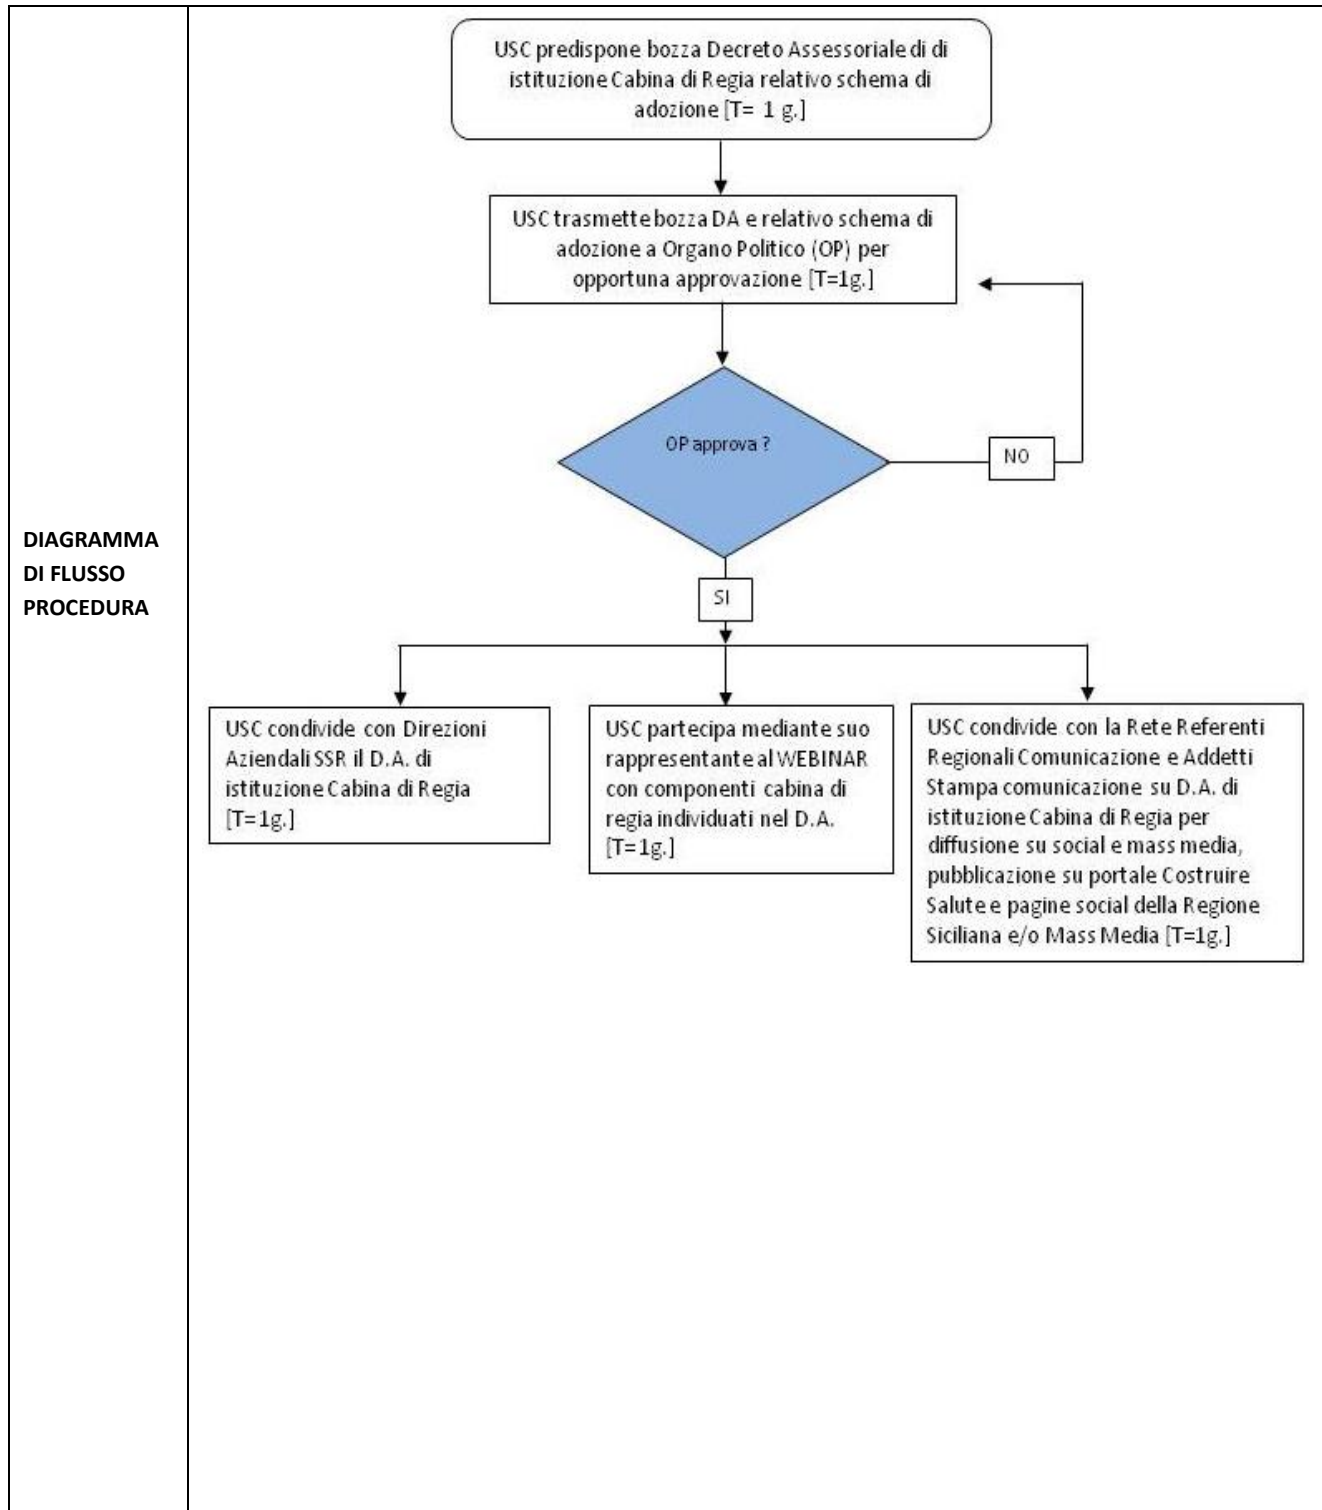 DIAGRAMMA
DI FLUSSO
PROCEDURA
USC predispone bozza Decreto Assessoriale di di
istituzione Cabina di Regia relativo schema di
adozione [T= 1 g.]
USC trasmette bozza DA e relativo schema di
adozione a Organo Politico (OP) per
opportuna approvazione [T=1g.]
OP approva ?
NO
SI
USC condivide con Direzioni
Aziendali SSR il D.A. di
istituzione Cabina di Regia
[T=1g.]
USC partecipa mediante suo
rappresentante al WEBINAR
con componenti cabina di
regia individuati nel D.A.
[T=1g.]
USC condivide con la Rete Referenti
Regionali Comunicazione e Addetti
Stampa comunicazione su D.A. di
istituzione Cabina di Regia per
diffusione su social e mass media,
pubblicazione su portale Costruire
Salute e pagine social della Regione
Siciliana e/o Mass Media [T=1g.]